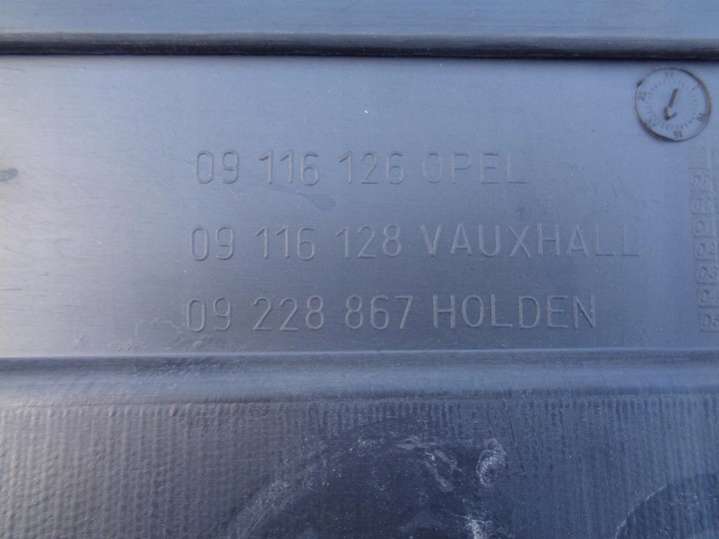 09 116 126 OPEL
09 116 128 VAUXHALL
09 228 867 HOLDEN